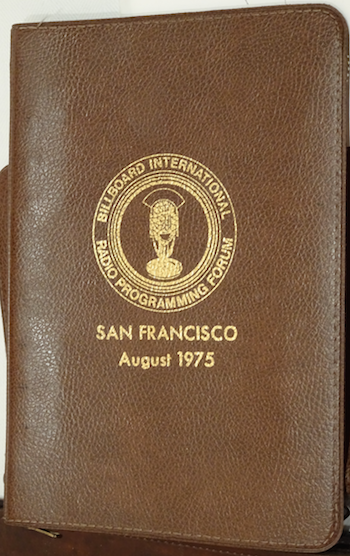 BILLBOARD INTERNATIONAL
RADIO PROGRAMMING FORUM
SAN FRANCISCO
August 1975